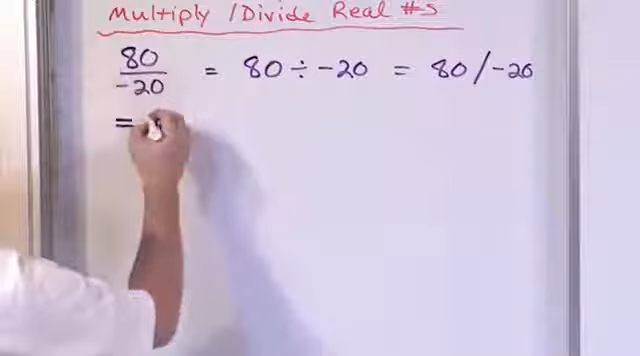 Multiply /Divide Real #s
80/-20 = 80 ÷ -20 = 80/-20
=